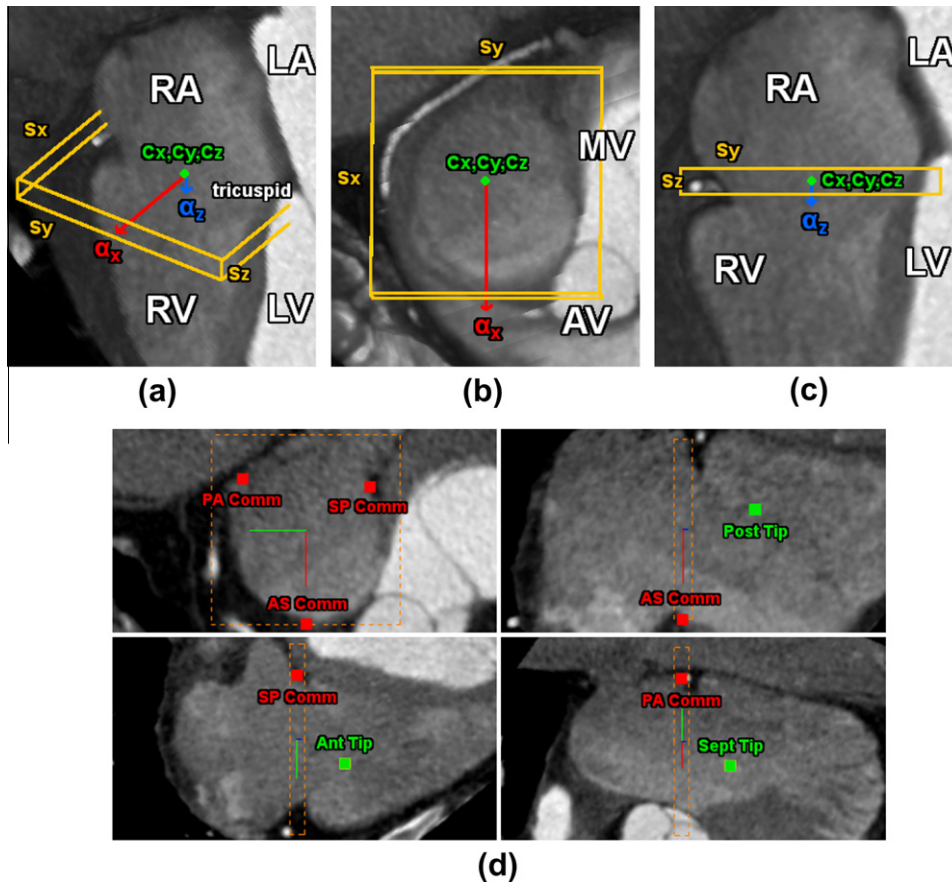 RA
LA
Sx
Cx,Cy,Cz
tricuspid
αz
Sy
αx
Sz
RV
LV
(a)
Sy
MV
Cx,Cy,Cz
Sx
AV
αx
(b)
LA
RA
Sy
Sz
Cx,Cy,Cz
αz
RV
LV
(c)
PA Comm
SP Comm
AS Comm
Post Tip
AS Comm
SP Comm
Ant Tip
PA Comm
Sept Tip
(d)